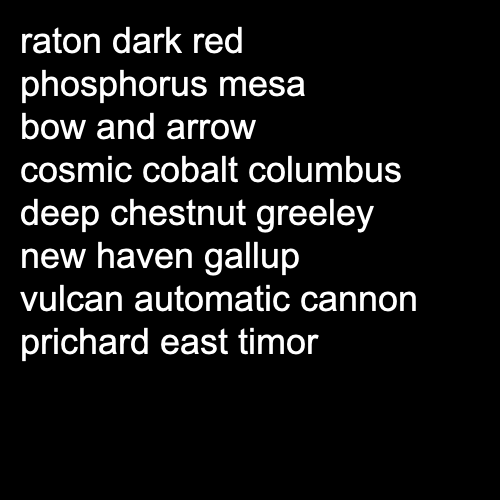 raton dark red
phosphorus mesa
bow and arrow
cosmic cobalt columbus
deep chestnut greeley
new haven gallup
vulcan automatic cannon
prichard east timor